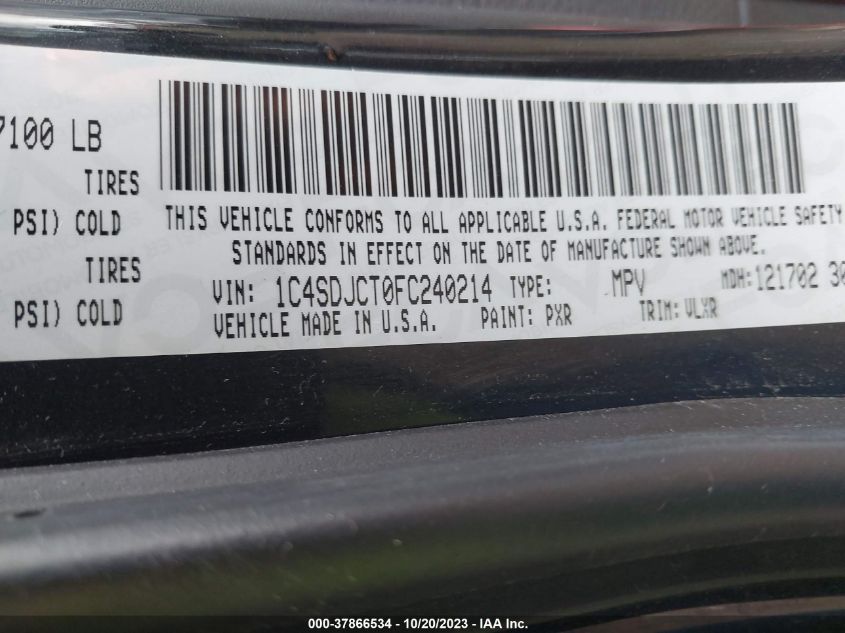 7100 LB
TIRES
PSI) COLD
TIRES
PSI) COLD
THIS VEHICLE CONFORMS TO ALL APPLICABLE U.S.A. FEDERAL MOTOR VEHICLE SAFETY
STANDARDS IN EFFECT ON THE DATE OF MANUFACTURE SHOWN ABOVE.
VIN: 1C4SDJCT0FC240214 TYPE: MPV MDH: 121702 30
VEHICLE MADE IN U.S.A. PAINT: PXR TRIM: VLXR
000-37866534 - 10/20/2023 - IAA Inc.